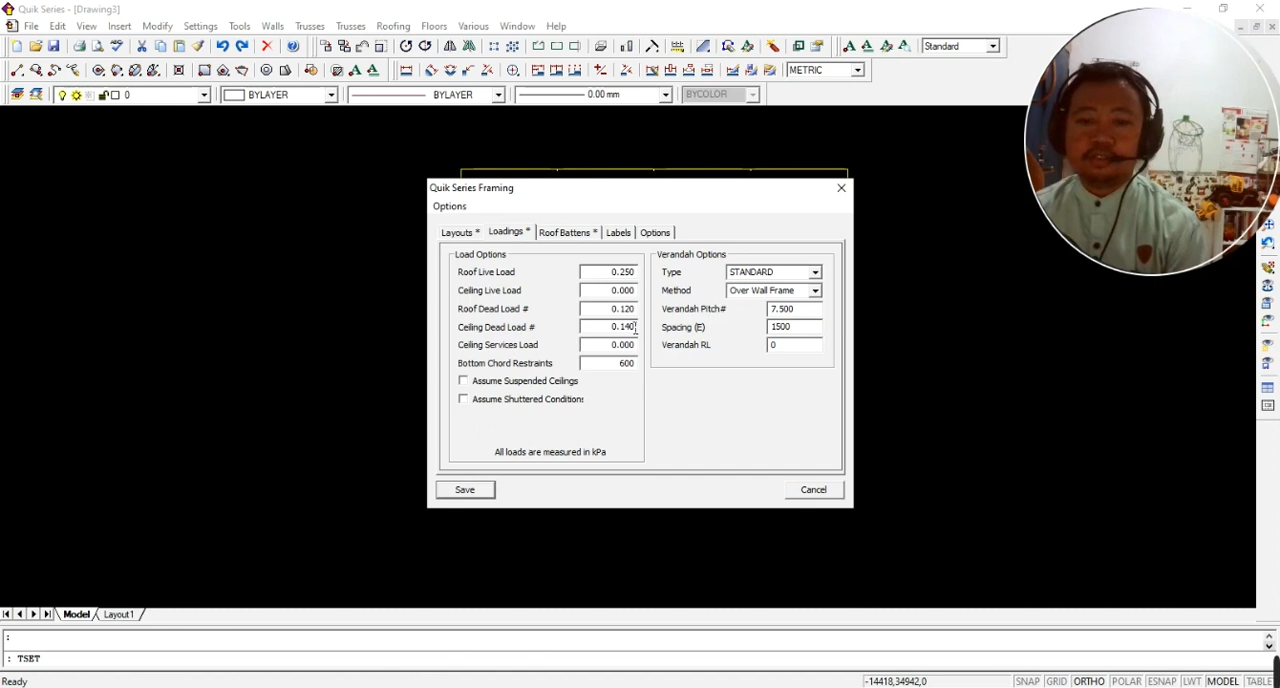 Quik Series - [Drawing3]
File Edit View Insert Modify Settings Tools Walls Trusses Trusses Roofing Floors Various Window Help
Standard
METRIC
0 BYLAYER BYLAYER 0.00 mm BYCOLOR
Quik Series Framing
Options
Layouts * Loadings * Roof Battens * Labels Options
Load Options
Roof Live Load 0.250
Ceiling Live Load 0.000
Roof Dead Load # 0.120
Ceiling Dead Load # 0.140
Ceiling Services Load 0.000
Bottom Chord Restraints 600
Assume Suspended Ceilings
Assume Shuttered Conditions
All loads are measured in kPa
Verandah Options
Type STANDARD
Method Over Wall Frame
Verandah Pitch# 7.500
Spacing (E) 1500
Verandah RL 0
Save Cancel
Model Layout1
:
: TSET
Ready -14418,34942,0 SNAP GRID ORTHO POLAR ESNAP LWT MODEL TABLE